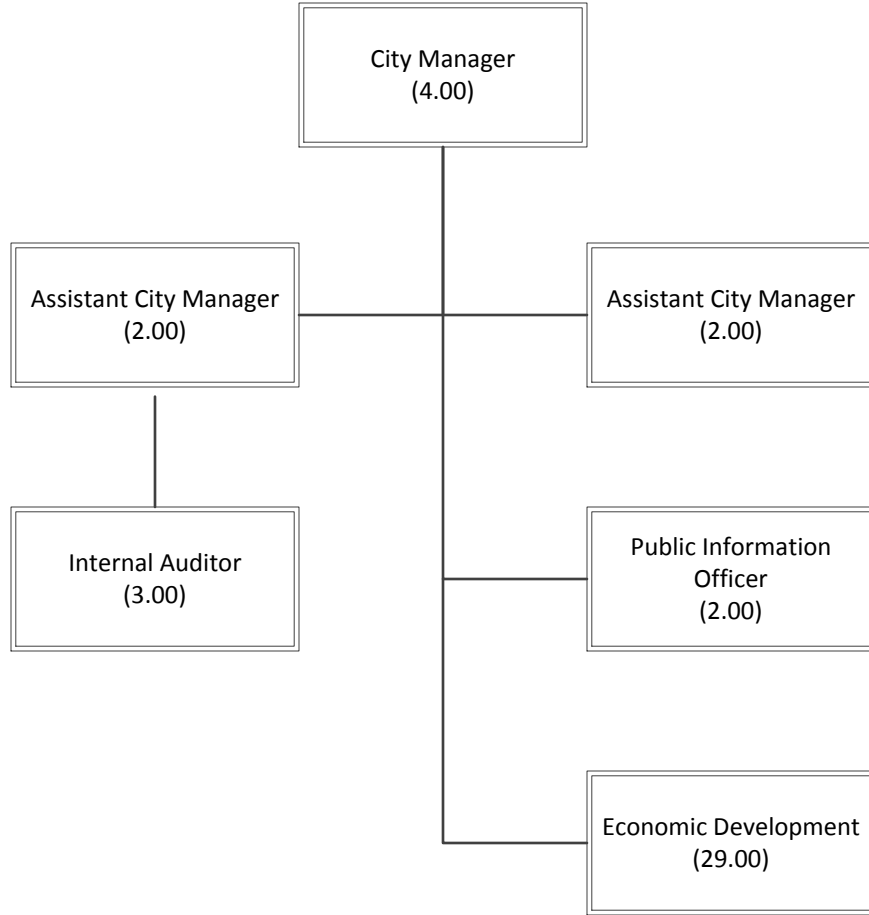 City Manager
(4.00)
Assistant City Manager
(2.00)
Assistant City Manager
(2.00)
Internal Auditor
(3.00)
Public Information
Officer
(2.00)
Economic Development
(29.00)